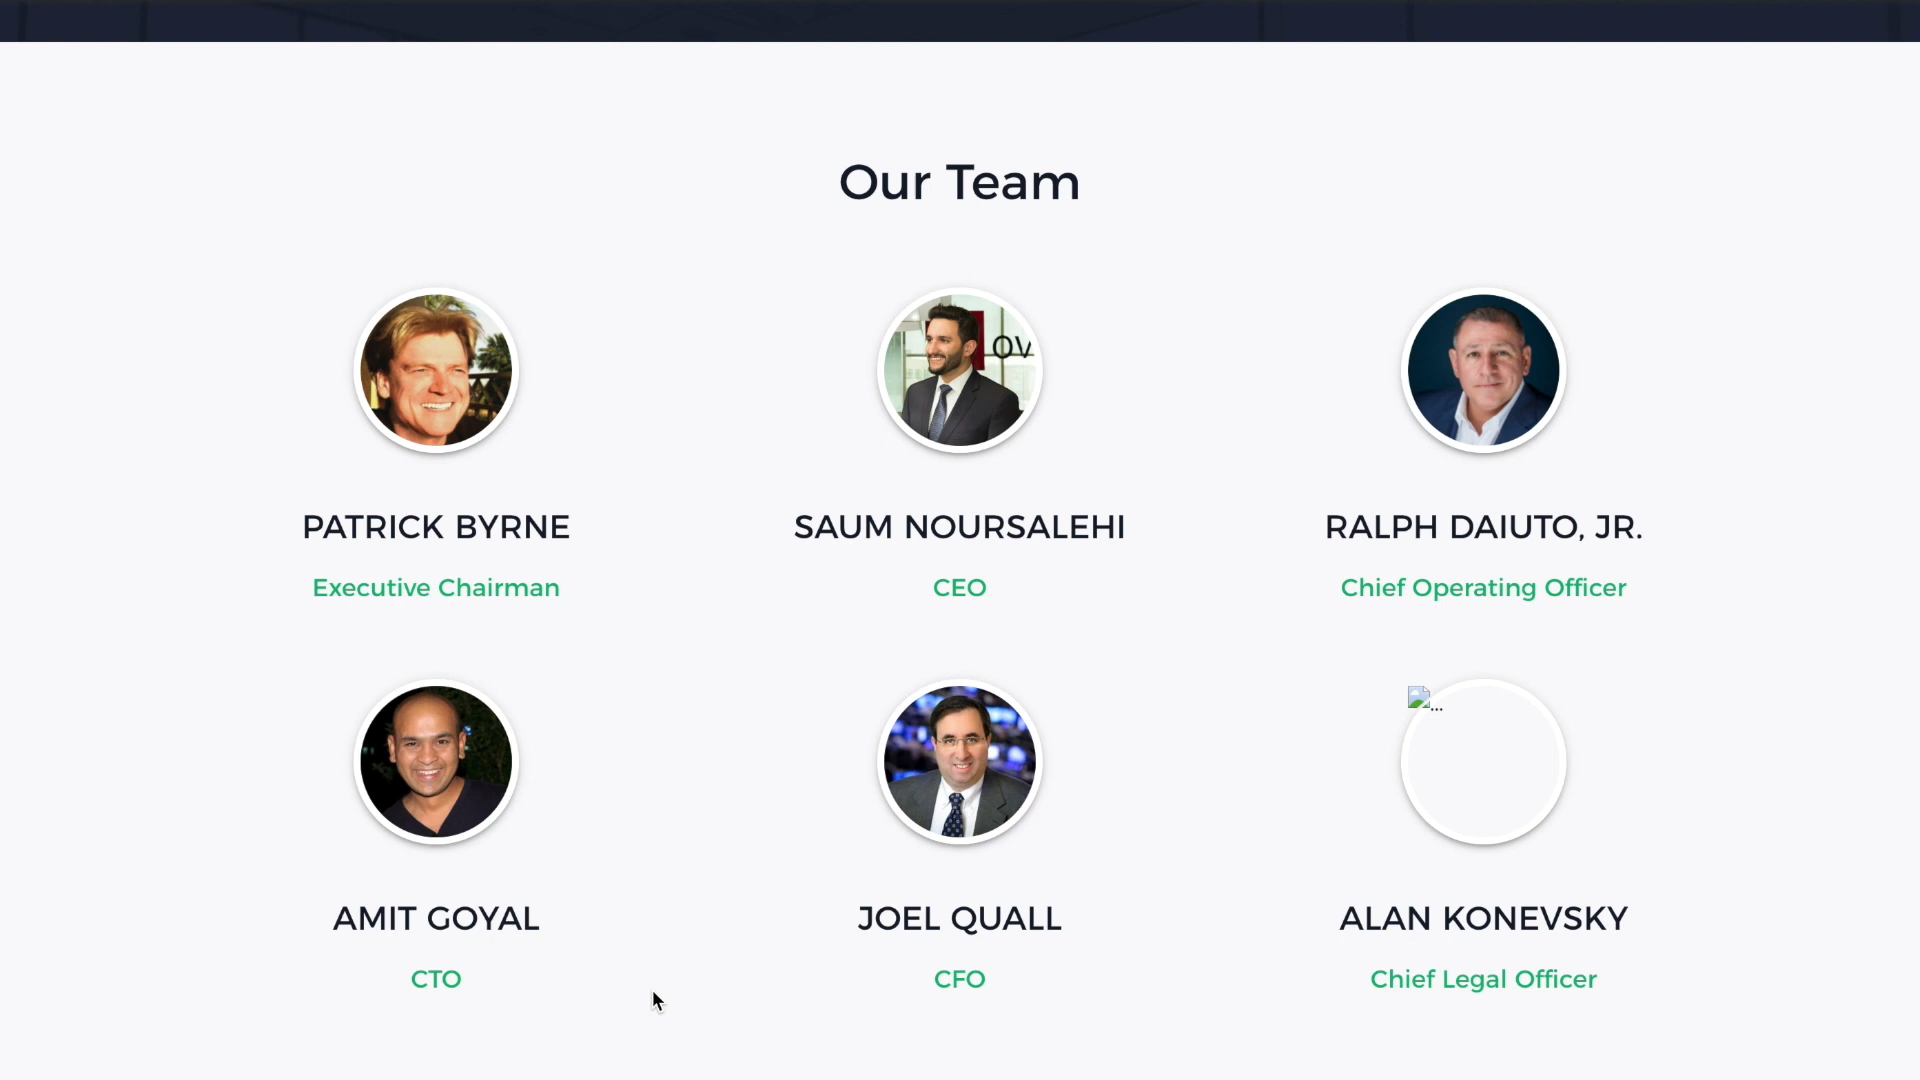 Our Team
OV
PATRICK BYRNE
SAUM NOURSALEHI
RALPH DAIUTO, JR.
Executive Chairman
CEO
Chief Operating Officer
...
AMIT GOYAL
JOEL QUALL
ALAN KONEVSKY
CTO
CFO
Chief Legal Officer